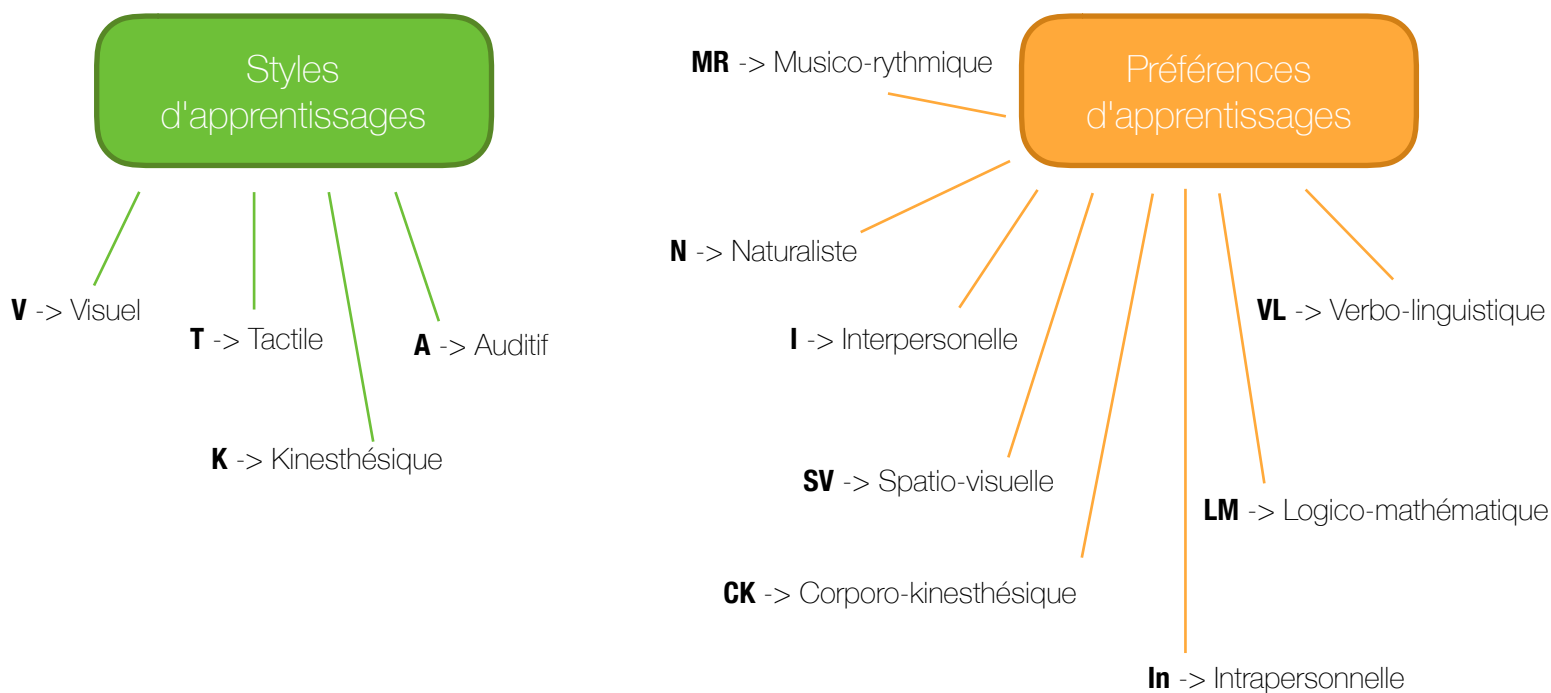 Styles
d'apprentissages
V -> Visuel
T -> Tactile
A -> Auditif
K -> Kinesthésique
Préférences
d'apprentissages
MR -> Musico-rythmique
N -> Naturaliste
I -> Interpersonelle
VL -> Verbo-linguistique
SV -> Spatio-visuelle
LM -> Logico-mathématique
CK -> Corporo-kinesthésique
In -> Intrapersonnelle